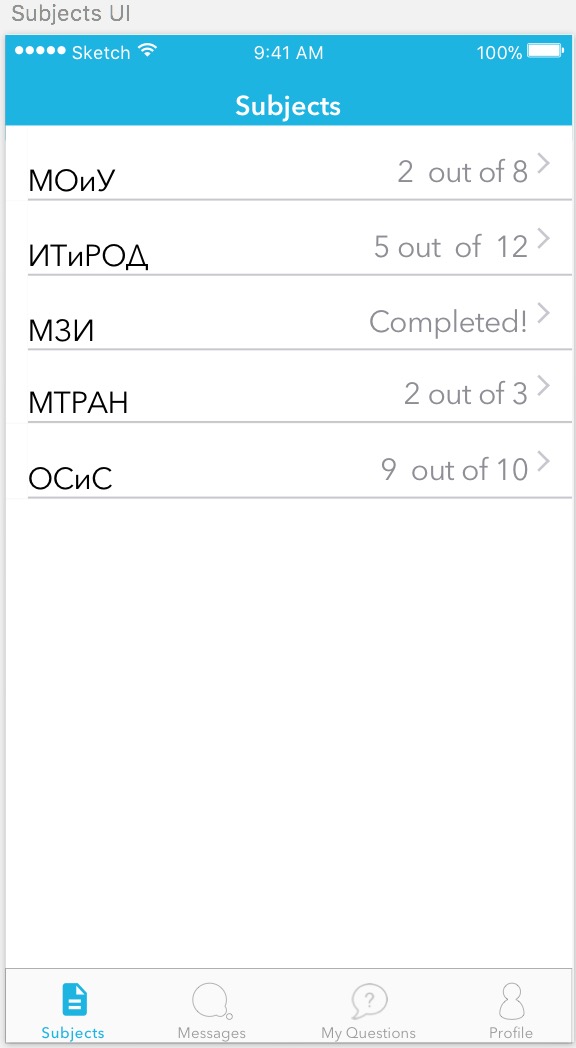 Subjects UI
Sketch 9:41 AM 100%
Subjects
МОиУ 2 out of 8
ИТиРОД 5 out of 12
МЗИ Completed!
МТРАН 2 out of 3
ОСиС 9 out of 10
?
Subjects Messages My Questions Profile